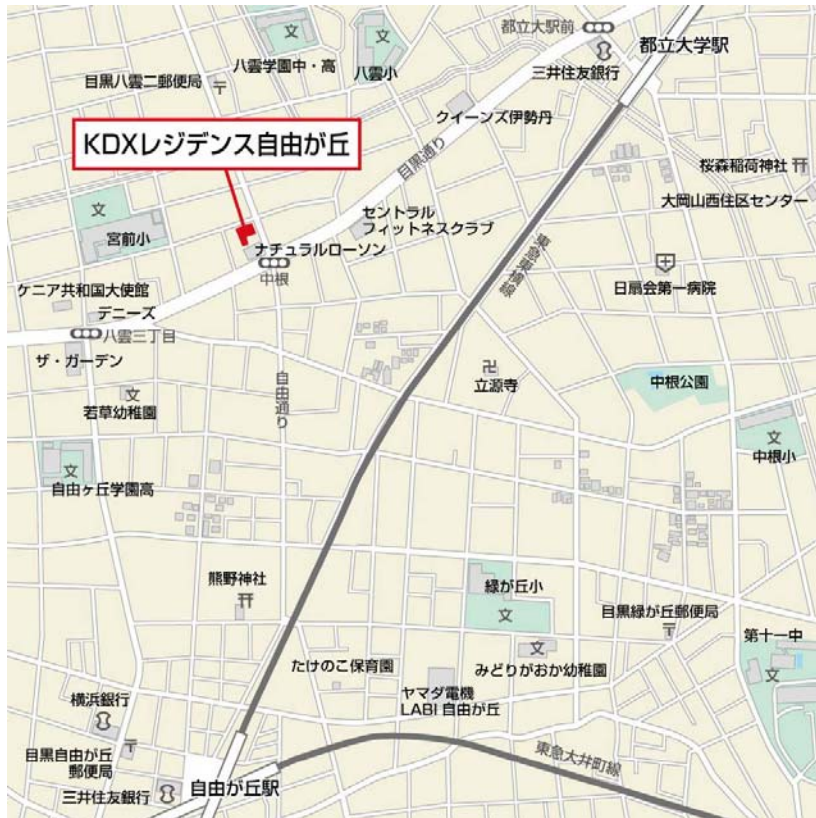 都立大駅前
都立大学駅
文
文
八雲学園中・高
八雲小
三井住友銀行
目黒八雲二郵便局
〒
クイーンズ伊勢丹
KDXレジデンス自由が丘
目黒通り
桜森稲荷神社
大岡山西住区センター
文
宮前小
セントラル
フィットネスクラブ
ナチュラルローソン
中根
東急東横線
日扇会第一病院
ケニア共和国大使館
デニーズ
八雲三丁目
ザ・ガーデン
卍
立源寺
中根公園
自由通り
文
若草幼稚園
文
中根小
文
自由ヶ丘学園高
熊野神社
緑が丘小
文
目黒緑が丘郵便局
〒
第十一中
文
文
みどりがおか幼稚園
たけのこ保育園
ヤマダ電機
LABI 自由が丘
横浜銀行
目黒自由が丘
郵便局
〒
東急大井町線
自由が丘駅
三井住友銀行